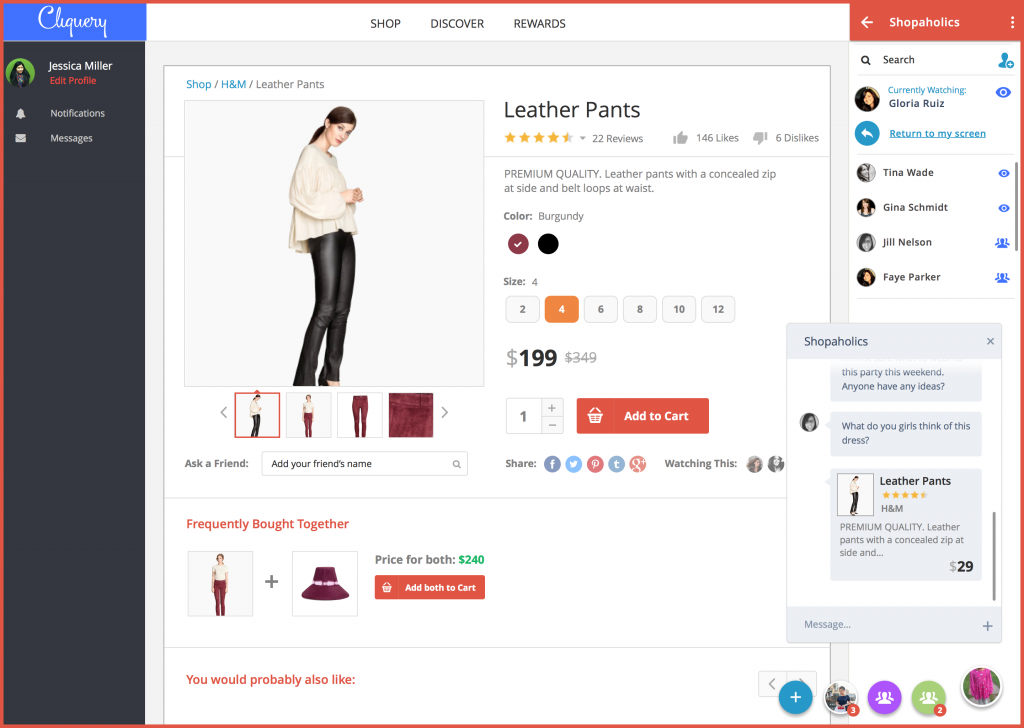 Cliquery
SHOP DISCOVER REWARDS
Shopaholics
Jessica Miller
Edit Profile
Notifications
Messages
Shop / H&M / Leather Pants
Leather Pants
22 Reviews 146 Likes 6 Dislikes
PREMIUM QUALITY. Leather pants with a concealed zip
at side and belt loops at waist.
Color: Burgundy
Size: 4
2 4 6 8 10 12
$199 $349
1 + −
Add to Cart
Ask a Friend: Add your friend's name
Share: f t g+ Watching This:
Frequently Bought Together
+
Price for both: $240
Add both to Cart
You would probably also like:
Search
Currently Watching:
Gloria Ruiz
Return to my screen
Tina Wade
Gina Schmidt
Jill Nelson
Faye Parker
Shopaholics ×
this party this weekend.
Anyone have any ideas?
What do you girls think of this
dress?
Leather Pants
H&M
PREMIUM QUALITY. Leather
pants with a concealed zip at
side and...
$29
Message... +
+ 3 2